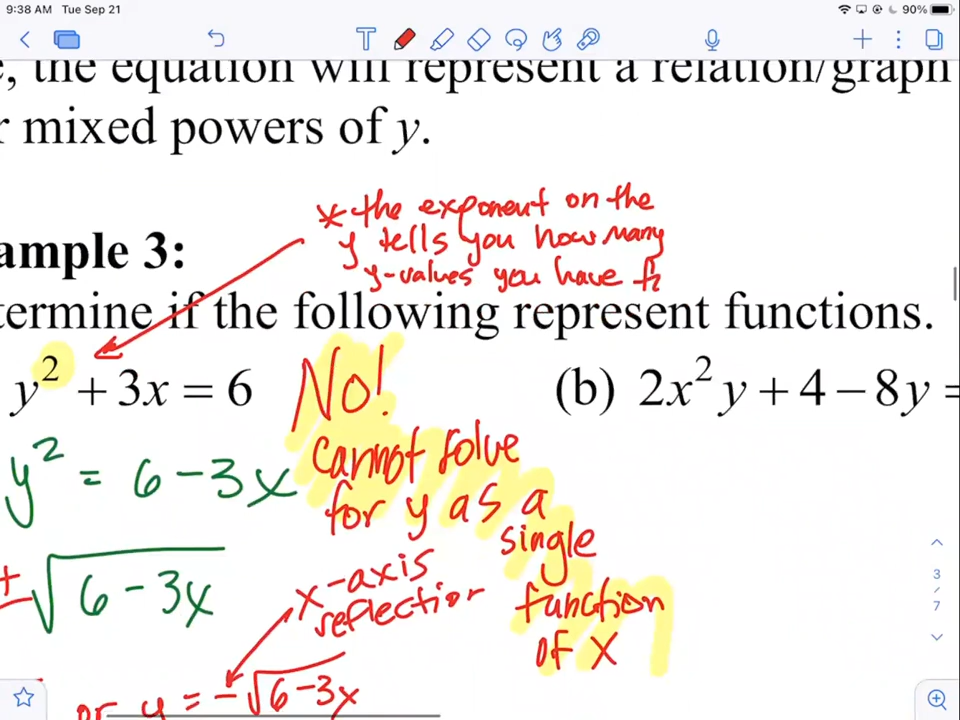 9:38 AM Tue Sep 21
90%
, the equation will represent a relation/graph
r mixed powers of y.
* the exponent on the
y tells you how many
y-values you have
ample 3:
termine if the following represent functions.
y² + 3x = 6
No!
(b) 2x²y + 4 − 8y =
cannot solve
for y as a
single
function
of x
y² = 6 − 3x
± √(6 − 3x)
x-axis
reflection
or y = −√(6 − 3x)
3
/
7